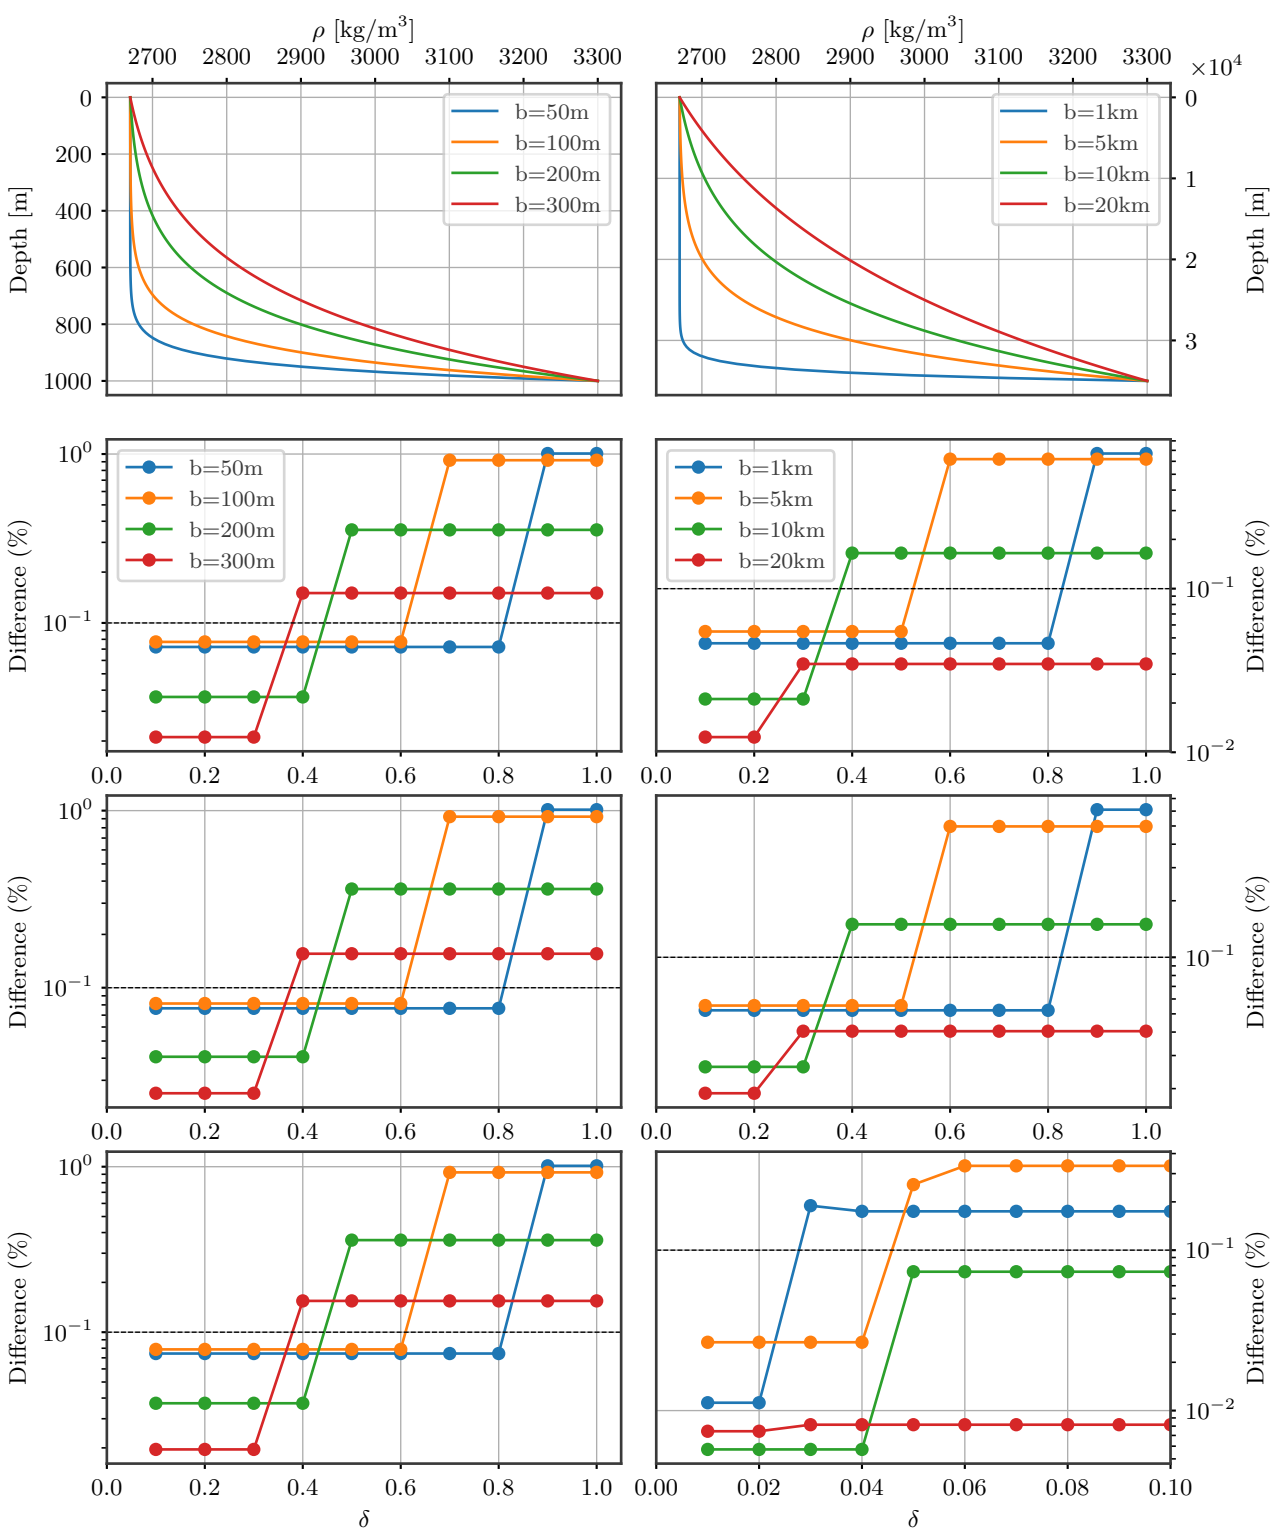 ρ [kg/m³] ρ [kg/m³]
2700 2800 2900 3000 3100 3200 3300 2700 2800 2900 3000 3100 3200 3300 ×10⁴
0 200 400 600 800 1000
Depth [m]
b=50m
b=100m
b=200m
b=300m
b=1km
b=5km
b=10km
b=20km
0 1 2 3
Depth [m]
10⁰ 10⁻¹
Difference (%)
b=50m
b=100m
b=200m
b=300m
0.0 0.2 0.4 0.6 0.8 1.0
b=1km
b=5km
b=10km
b=20km
10⁻¹ 10⁻²
Difference (%)
0.0 0.2 0.4 0.6 0.8 1.0
10⁰ 10⁻¹
Difference (%)
0.0 0.2 0.4 0.6 0.8 1.0
10⁻¹
Difference (%)
0.0 0.2 0.4 0.6 0.8 1.0
10⁰ 10⁻¹
Difference (%)
0.0 0.2 0.4 0.6 0.8 1.0
δ
10⁻¹ 10⁻²
Difference (%)
0.00 0.02 0.04 0.06 0.08 0.10
δ